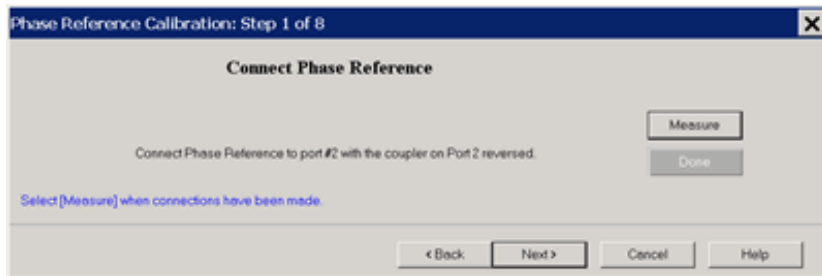 Phase Reference Calibration: Step 1 of 8
Connect Phase Reference
Measure
Connect Phase Reference to port #2 with the coupler on Port 2 reversed.
Done
Select [Measure] when connections have been made.
< Back
Next >
Cancel
Help